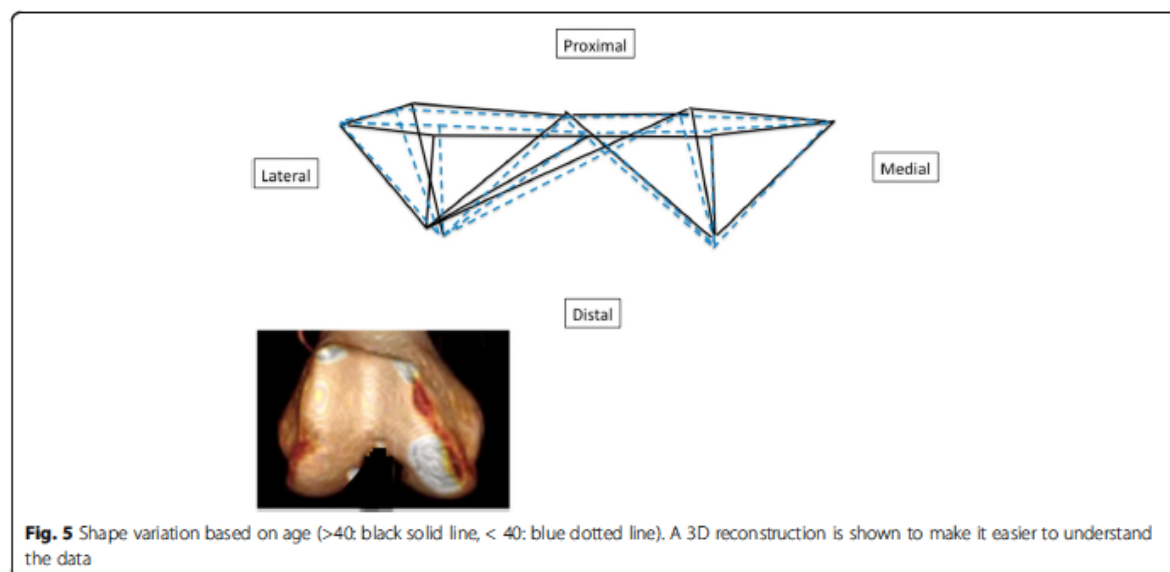 Proximal
Lateral
Medial
Distal
Fig. 5 Shape variation based on age (>40: black solid line, < 40: blue dotted line). A 3D reconstruction is shown to make it easier to understand
the data